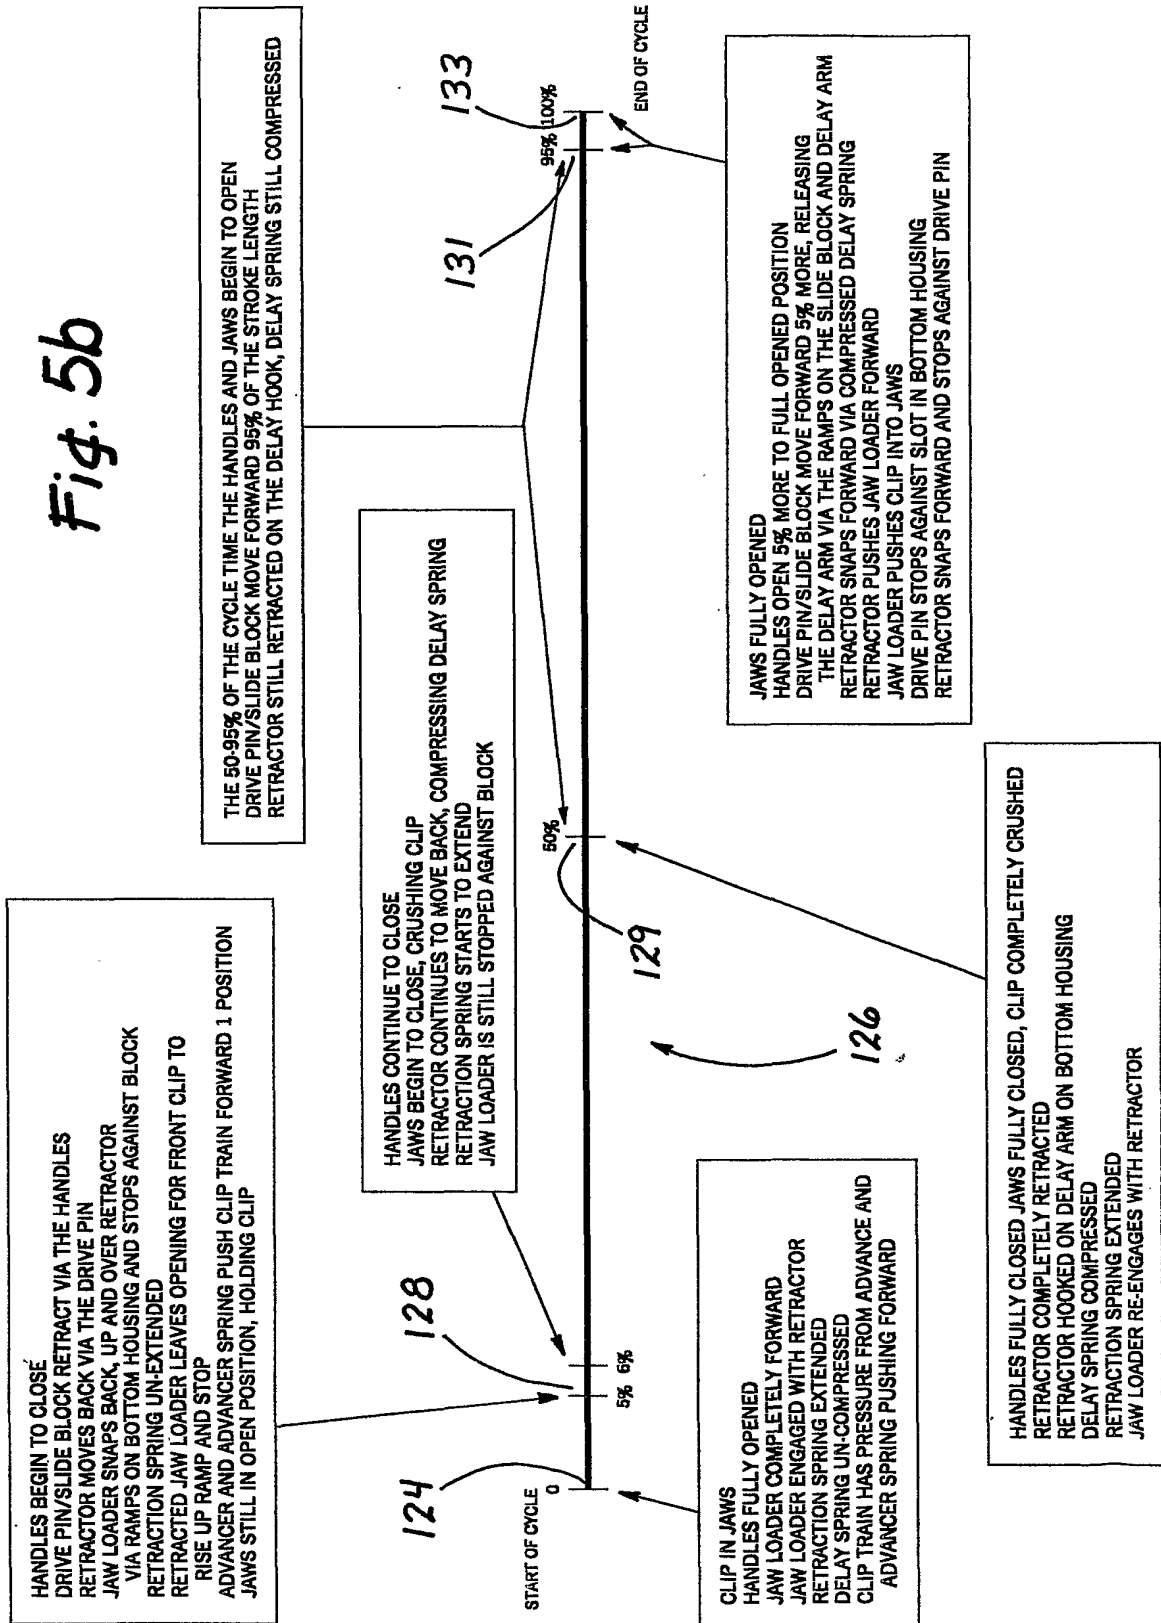 Fig. 5b
HANDLES BEGIN TO CLOSE
DRIVE PIN/SLIDE BLOCK RETRACT VIA THE HANDLES
RETRACTOR MOVES BACK VIA THE DRIVE PIN
JAW LOADER SNAPS BACK, UP AND OVER RETRACTOR
VIA RAMPS ON BOTTOM HOUSING AND STOPS AGAINST BLOCK
RETRACTION SPRING UN-EXTENDED
RETRACTED JAW LOADER LEAVES OPENING FOR FRONT CLIP TO
RISE UP RAMP AND STOP
ADVANCER AND ADVANCER SPRING PUSH CLIP TRAIN FORWARD 1 POSITION
JAWS STILL IN OPEN POSITION, HOLDING CLIP
THE 50-95% OF THE CYCLE TIME THE HANDLES AND JAWS BEGIN TO OPEN
DRIVE PIN/SLIDE BLOCK MOVE FORWARD 95% OF THE STROKE LENGTH
RETRACTOR STILL RETRACTED ON THE DELAY HOOK, DELAY SPRING STILL COMPRESSED
HANDLES CONTINUE TO CLOSE
JAWS BEGIN TO CLOSE, CRUSHING CLIP
RETRACTOR CONTINUES TO MOVE BACK, COMPRESSING DELAY SPRING
RETRACTION SPRING STARTS TO EXTEND
JAW LOADER IS STILL STOPPED AGAINST BLOCK
124
128
131
133
START OF CYCLE
0
5%
6%
50%
95%
100%
END OF CYCLE
129
126
CLIP IN JAWS
HANDLES FULLY OPENED
JAW LOADER COMPLETELY FORWARD
JAW LOADER ENGAGED WITH RETRACTOR
RETRACTION SPRING EXTENDED
DELAY SPRING UN-COMPRESSED
CLIP TRAIN HAS PRESSURE FROM ADVANCE AND
ADVANCER SPRING PUSHING FORWARD
JAWS FULLY OPENED
HANDLES OPEN 5% MORE TO FULL OPENED POSITION
DRIVE PIN/SLIDE BLOCK MOVE FORWARD 5% MORE, RELEASING
THE DELAY ARM VIA THE RAMPS ON THE SLIDE BLOCK AND DELAY ARM
RETRACTOR SNAPS FORWARD VIA COMPRESSED DELAY SPRING
RETRACTOR PUSHES JAW LOADER FORWARD
JAW LOADER PUSHES CLIP INTO JAWS
DRIVE PIN STOPS AGAINST SLOT IN BOTTOM HOUSING
RETRACTOR SNAPS FORWARD AND STOPS AGAINST DRIVE PIN
HANDLES FULLY CLOSED JAWS FULLY CLOSED, CLIP COMPLETELY CRUSHED
RETRACTOR COMPLETELY RETRACTED
RETRACTOR HOOKED ON DELAY ARM ON BOTTOM HOUSING
DELAY SPRING COMPRESSED
RETRACTION SPRING EXTENDED
JAW LOADER RE-ENGAGES WITH RETRACTOR